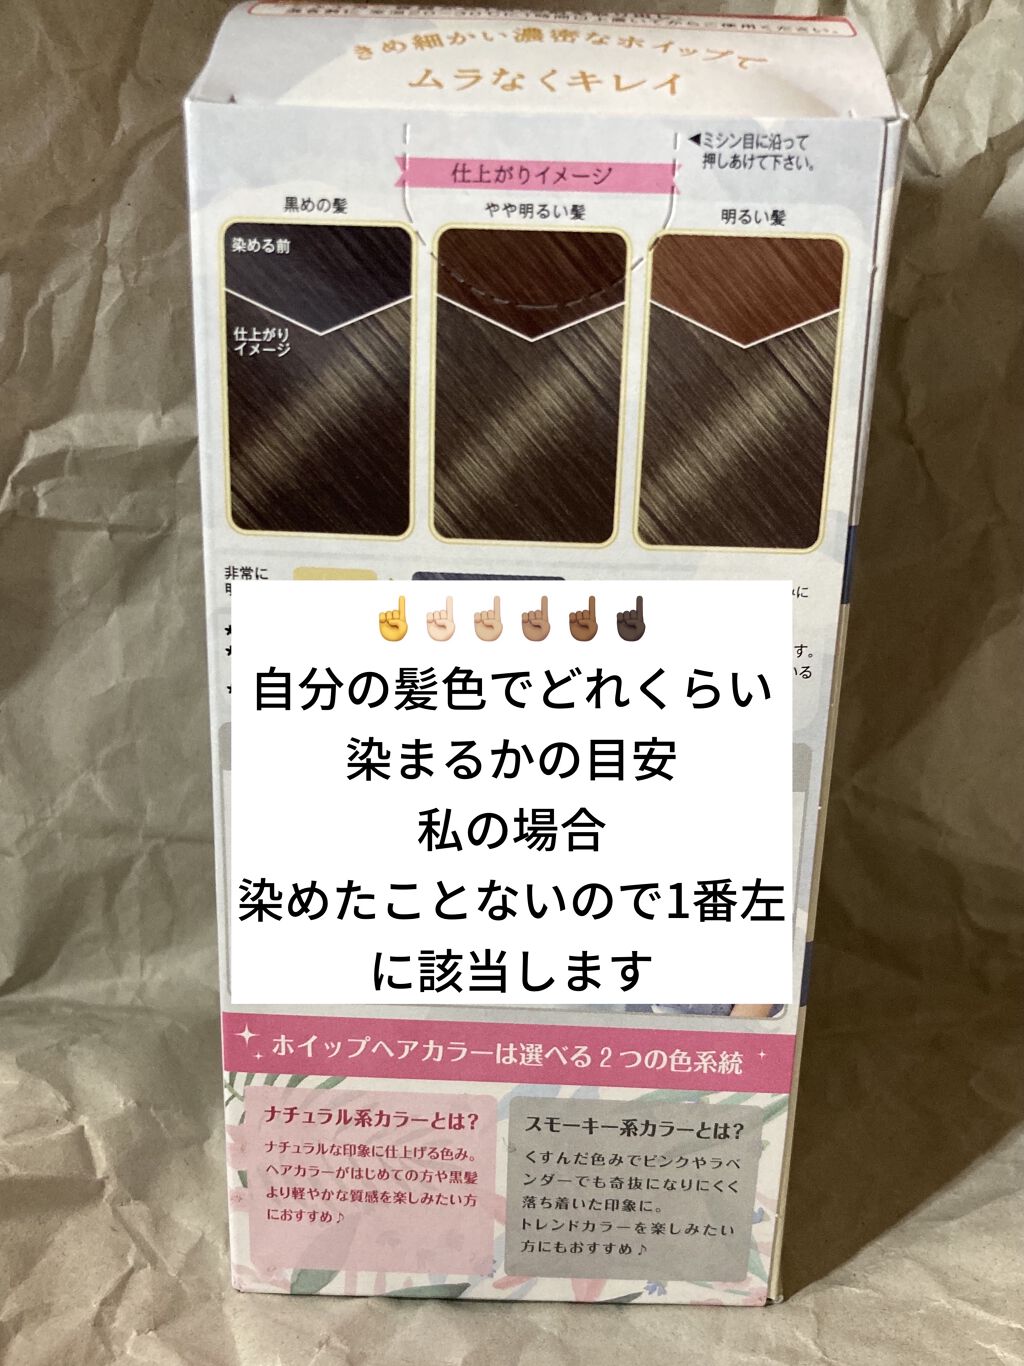 きめ細かい濃密なホイップで
ムラなくキレイ
◀ミシン目に沿って
押しあけて下さい。
仕上がりイメージ
黒めの髪
やや明るい髪
明るい髪
染める前
仕上がり
イメージ
非常に
☝☝🏻☝🏼☝🏽☝🏾☝🏿
自分の髪色でどれくらい
染まるかの目安
私の場合
染めたことないので1番左
に該当します
ホイップヘアカラーは選べる2つの色系統
ナチュラル系カラーとは?
ナチュラルな印象に仕上げる色み。
ヘアカラーがはじめての方や黒髪
より軽やかな質感を楽しみたい方
におすすめ♪
スモーキー系カラーとは?
くすんだ色みでピンクやラベ
ンダーでも奇抜になりにくく
落ち着いた印象に。
トレンドカラーを楽しみたい
方にもおすすめ♪